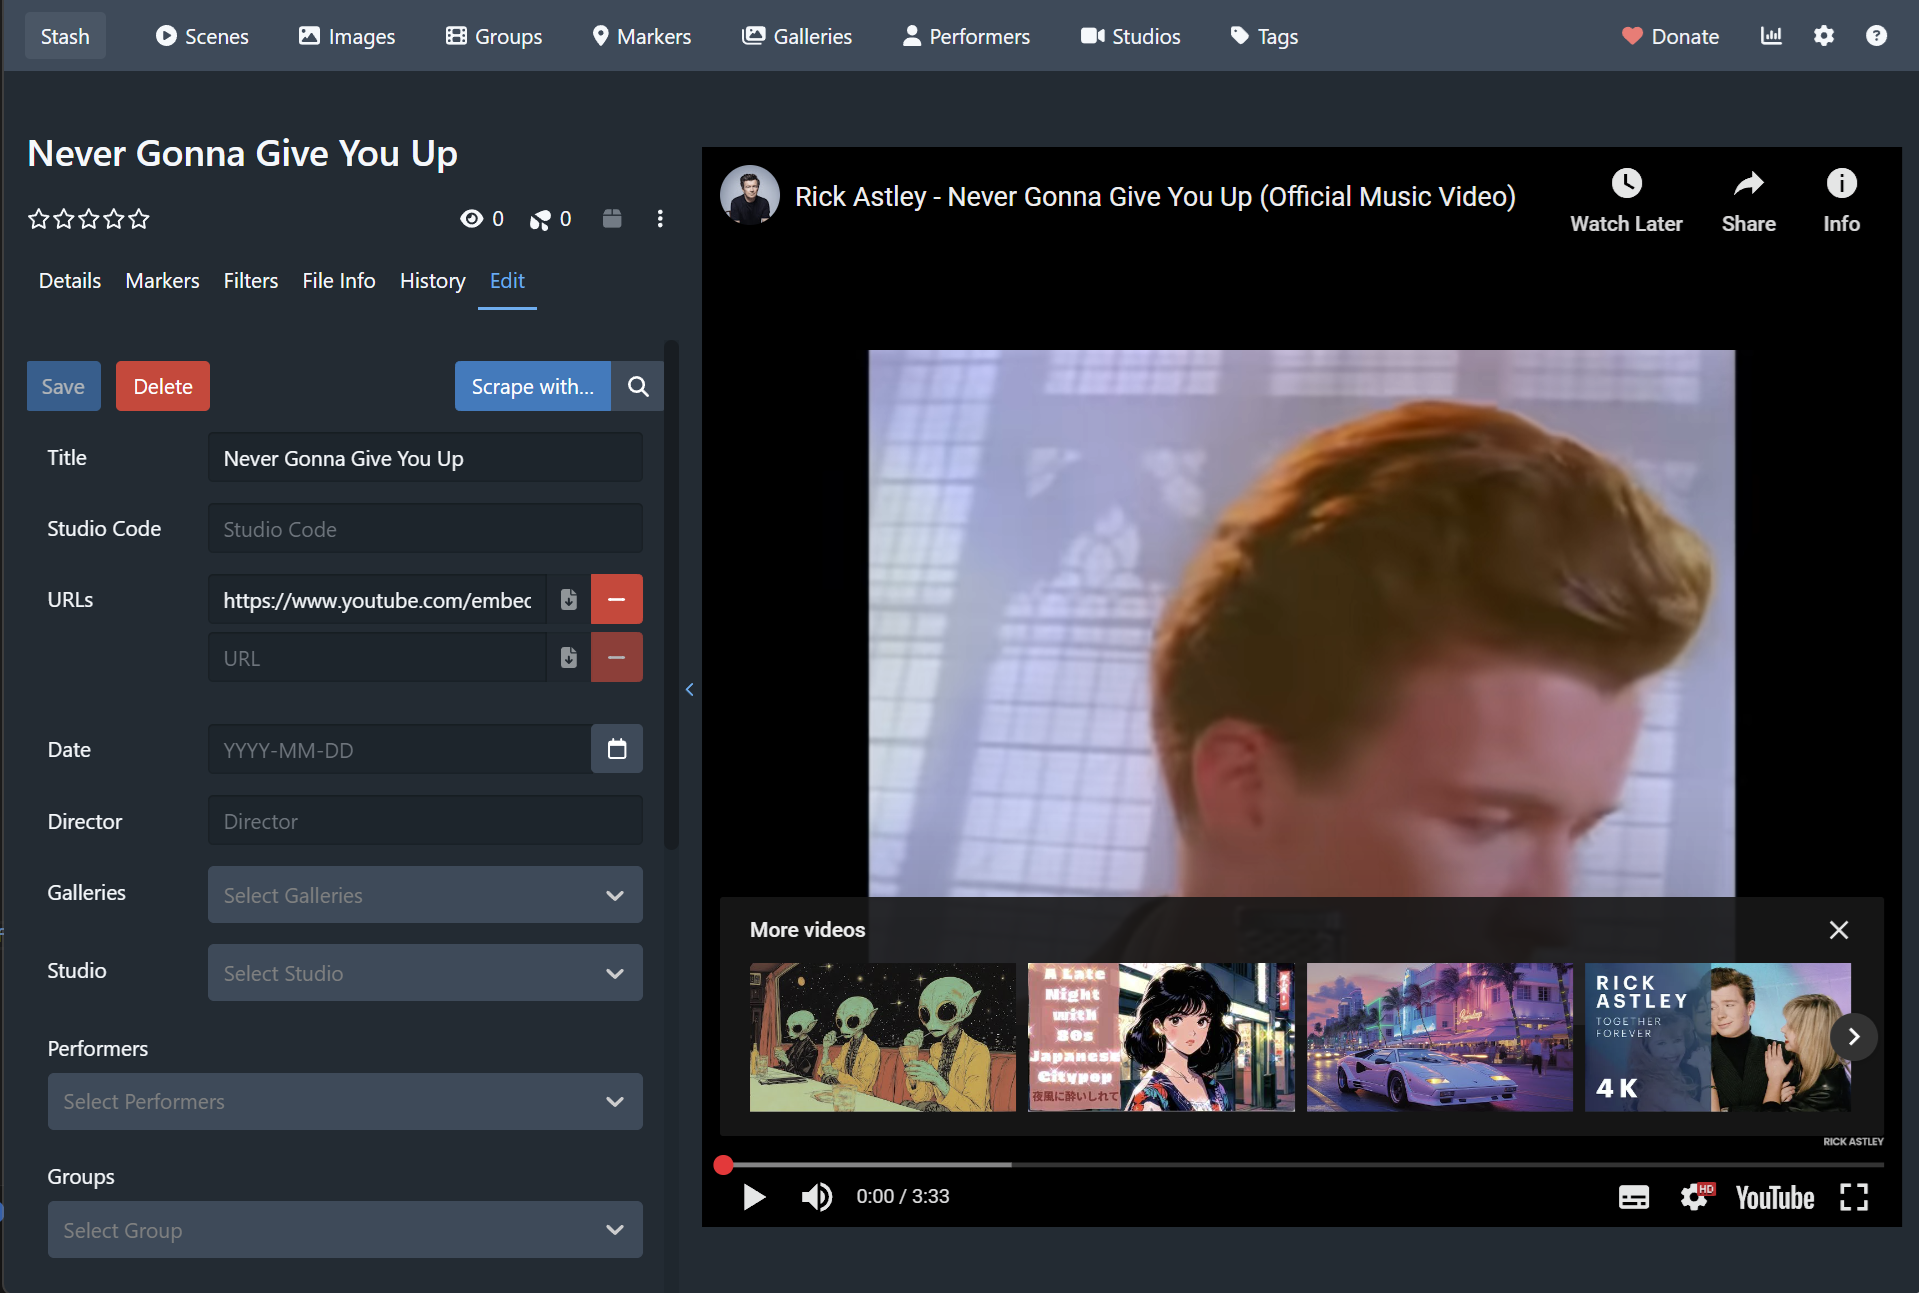 Stash
Scenes
Images
Groups
Markers
Galleries
Performers
Studios
Tags
Donate
Never Gonna Give You Up
0
0
Details
Markers
Filters
File Info
History
Edit
Save
Delete
Scrape with...
Title
Never Gonna Give You Up
Studio Code
Studio Code
URLs
https://www.youtube.com/embed
URL
Date
YYYY-MM-DD
Director
Director
Galleries
Select Galleries
Studio
Select Studio
Performers
Select Performers
Groups
Select Group
Rick Astley - Never Gonna Give You Up (Official Music Video)
Watch Later
Share
Info
More videos
A Late
Night
with
80s
Japanese
Citypop
夜風に酔いしれて
RICK
ASTLEY
TOGETHER
FOREVER
4K
RICK ASTLEY
0:00 / 3:33
HD
YouTube